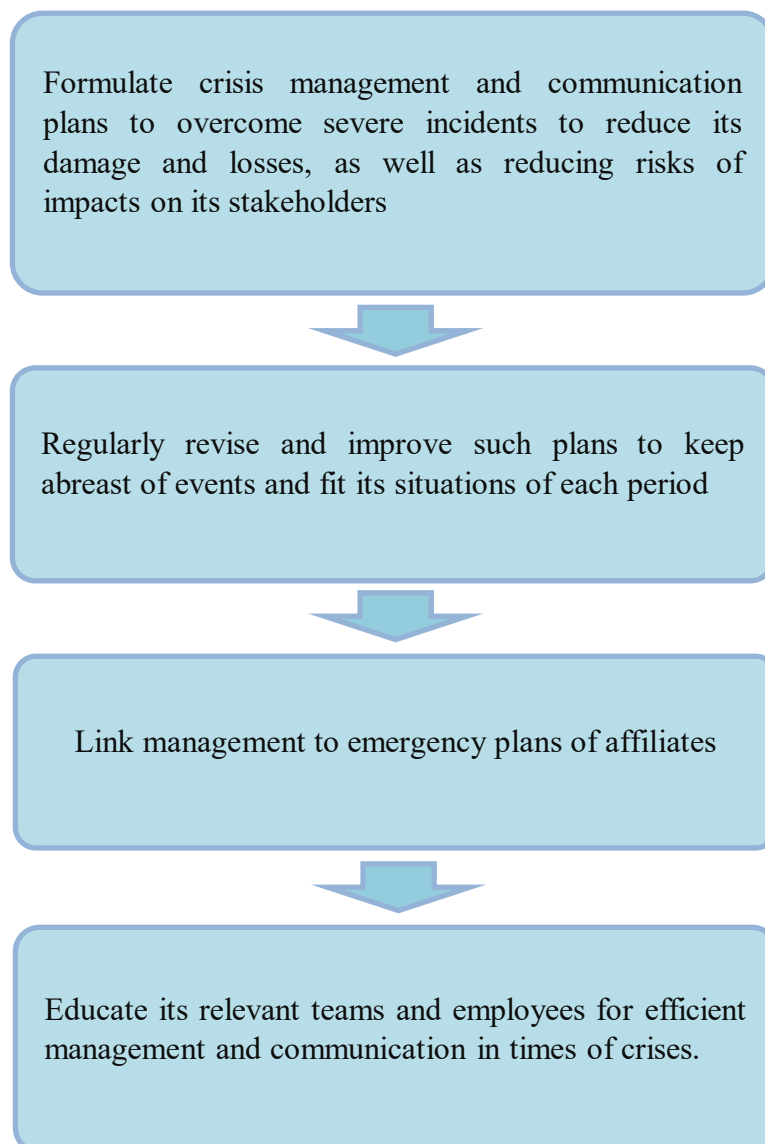 Formulate crisis management and communication
plans to overcome severe incidents to reduce its
damage and losses, as well as reducing risks of
impacts on its stakeholders
Regularly revise and improve such plans to keep
abreast of events and fit its situations of each period
Link management to emergency plans of affiliates
Educate its relevant teams and employees for efficient
management and communication in times of crises.